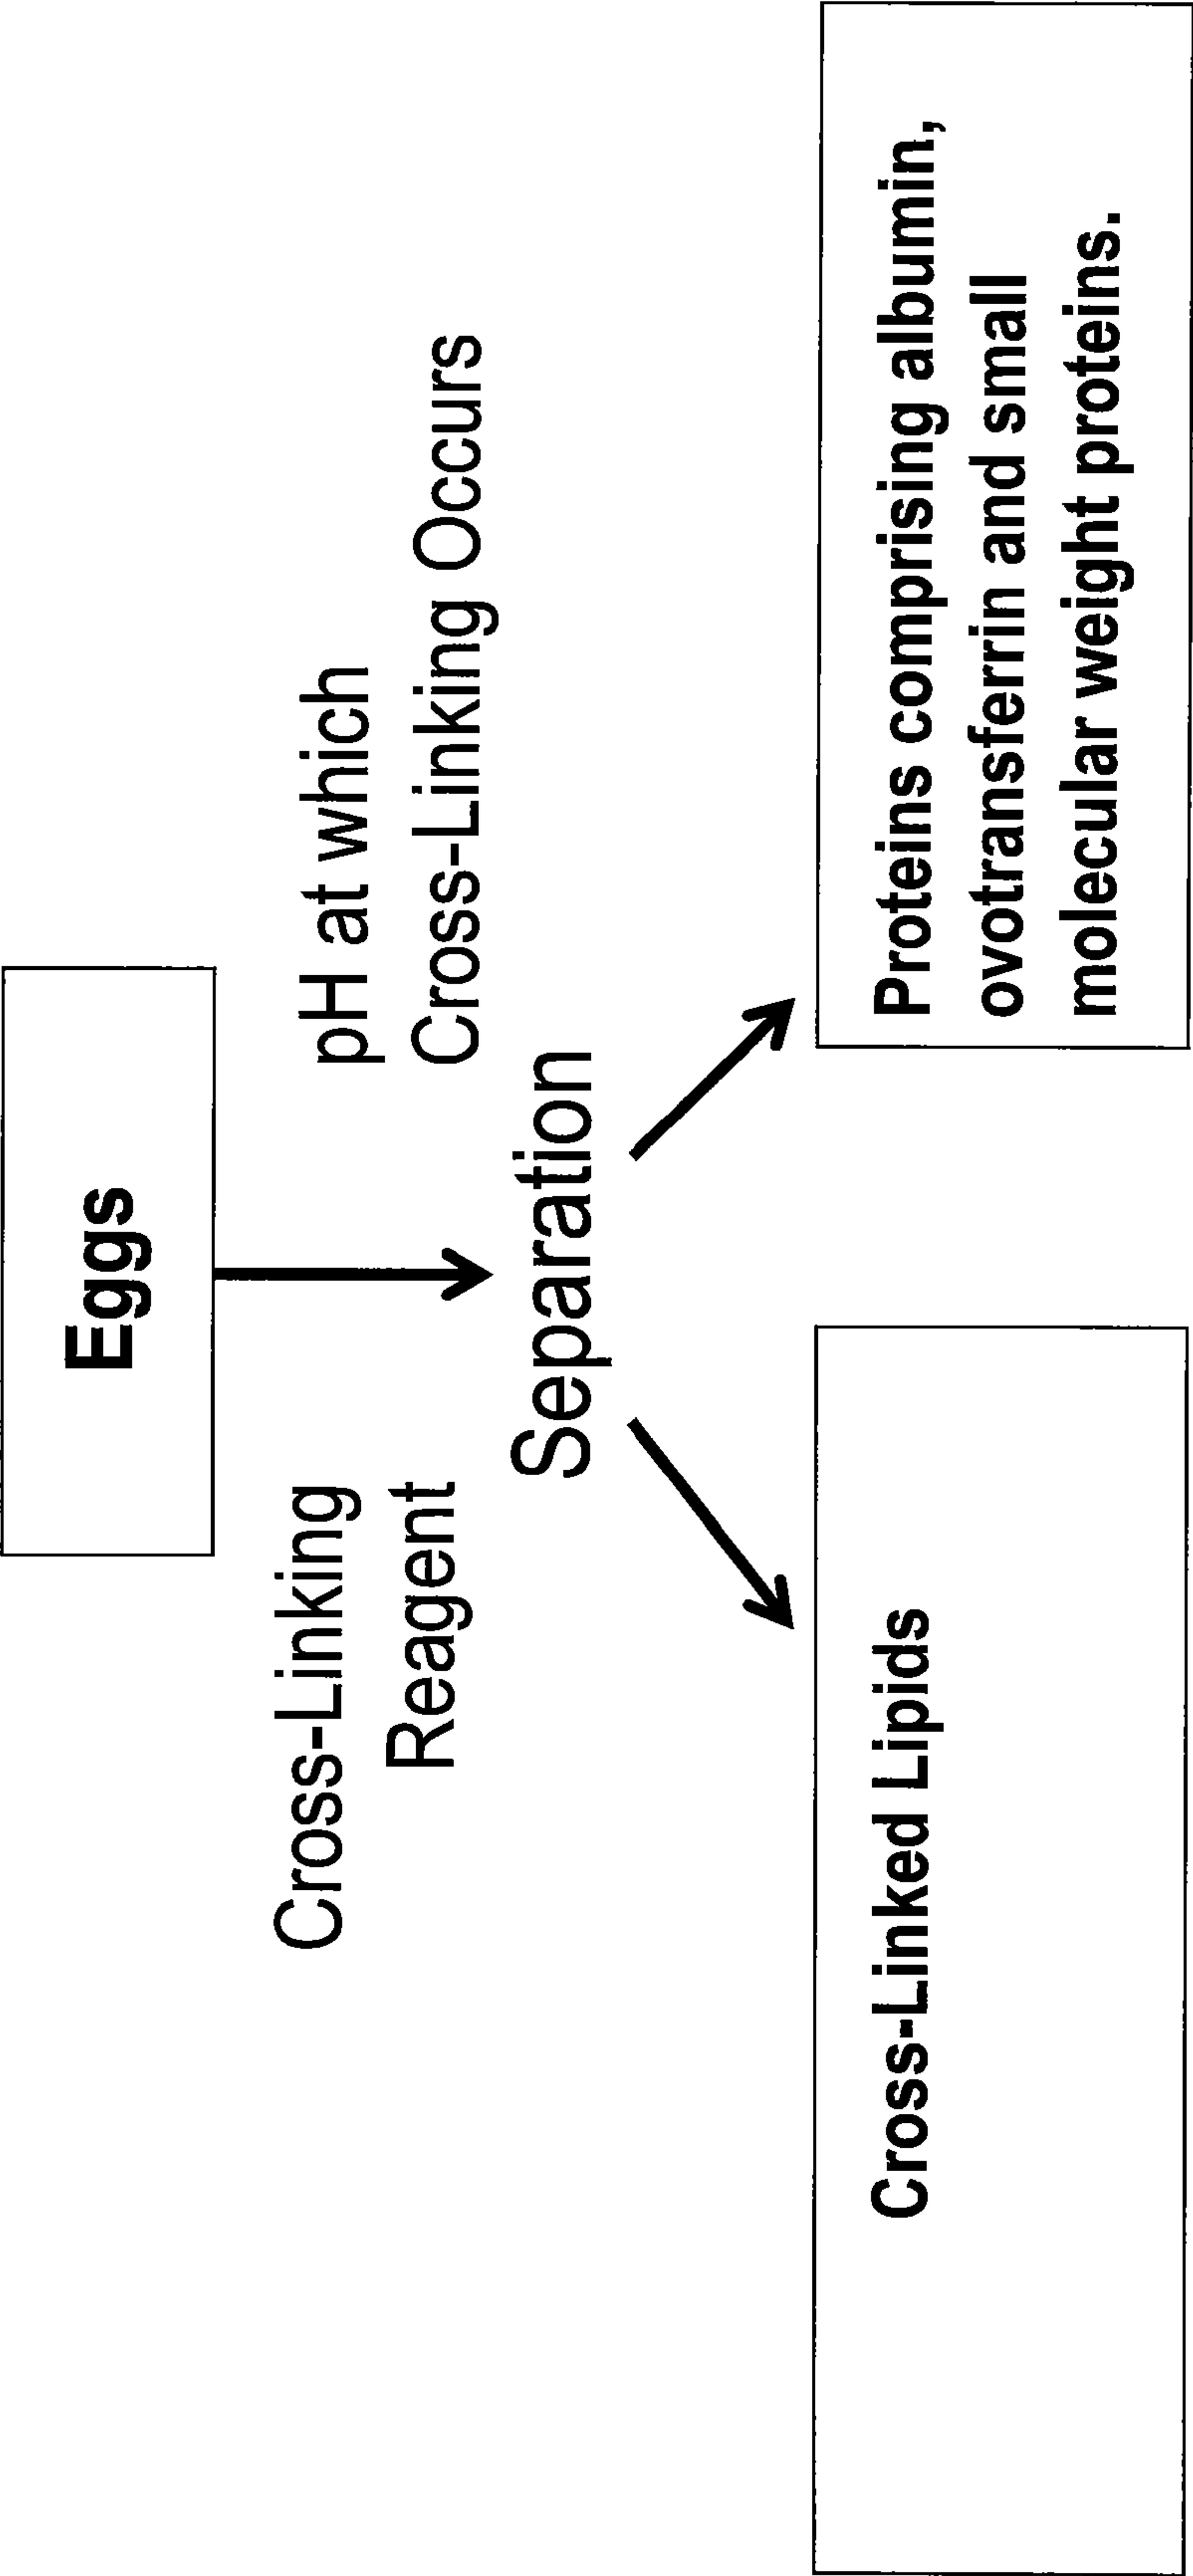 Eggs
Cross-Linking
Reagent
pH at which
Cross-Linking Occurs
Separation
Cross-Linked Lipids
Proteins comprising albumin,
ovotransferrin and small
molecular weight proteins.